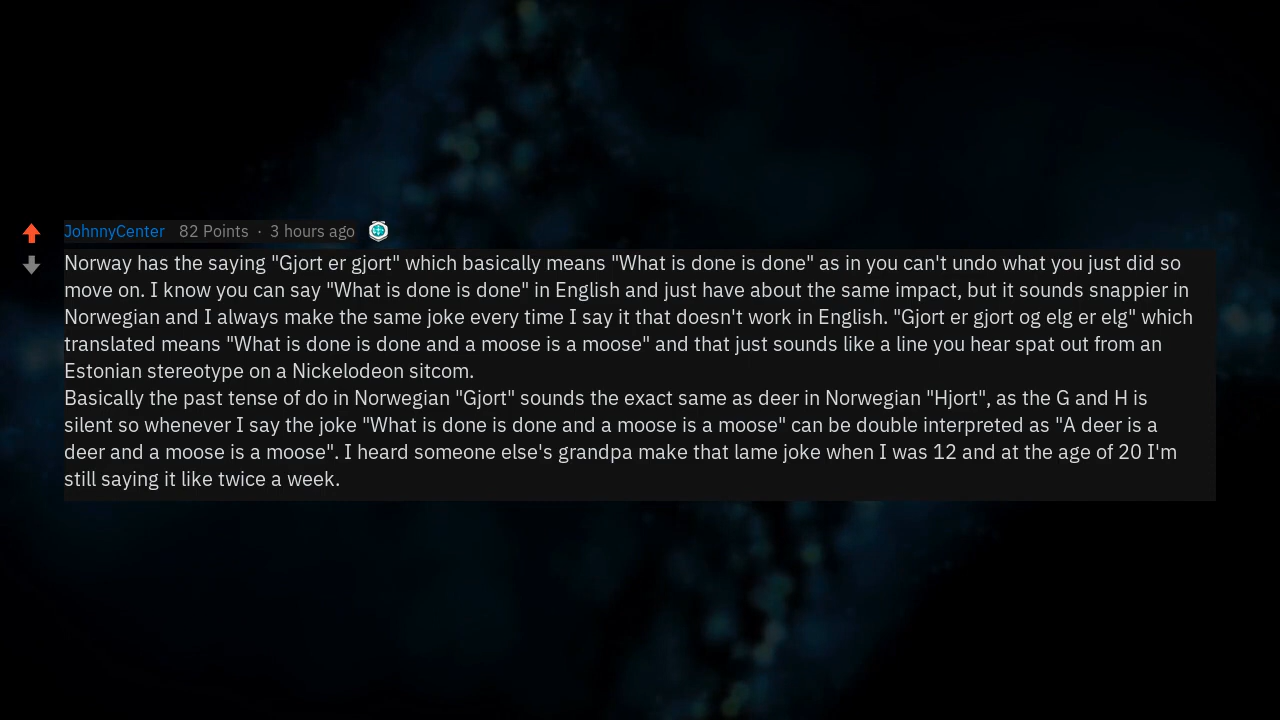 JohnnyCenter 82 Points · 3 hours ago
Norway has the saying "Gjort er gjort" which basically means "What is done is done" as in you can't undo what you just did so
move on. I know you can say "What is done is done" in English and just have about the same impact, but it sounds snappier in
Norwegian and I always make the same joke every time I say it that doesn't work in English. "Gjort er gjort og elg er elg" which
translated means "What is done is done and a moose is a moose" and that just sounds like a line you hear spat out from an
Estonian stereotype on a Nickelodeon sitcom.
Basically the past tense of do in Norwegian "Gjort" sounds the exact same as deer in Norwegian "Hjort", as the G and H is
silent so whenever I say the joke "What is done is done and a moose is a moose" can be double interpreted as "A deer is a
deer and a moose is a moose". I heard someone else's grandpa make that lame joke when I was 12 and at the age of 20 I'm
still saying it like twice a week.